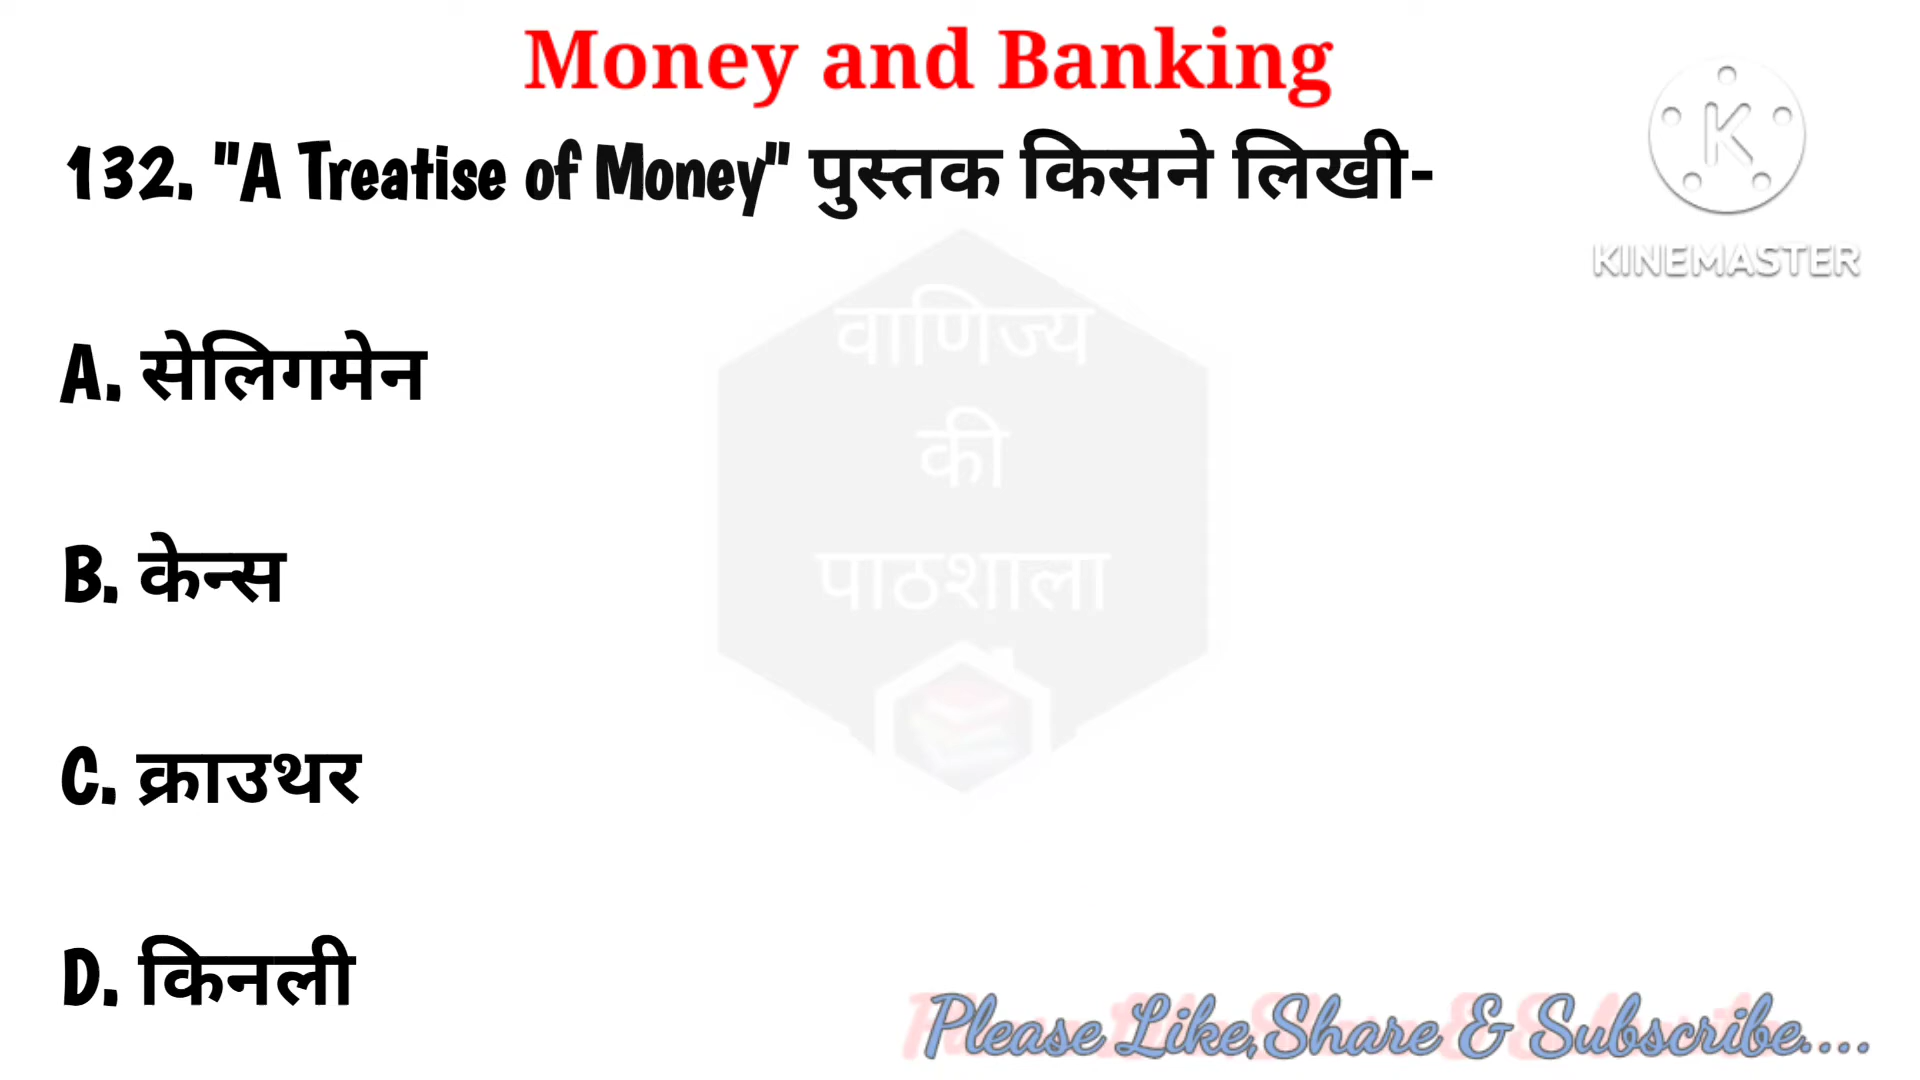 Money and Banking
132. "A Treatise of Money" पुस्तक किसने लिखी-
K
KINEMASTER
वाणिज्य
की
पाठशाला
A. सेलिगमेन
B. केन्स
C. क्राउथर
D. किनली
Please Like,Share & Subscribe....